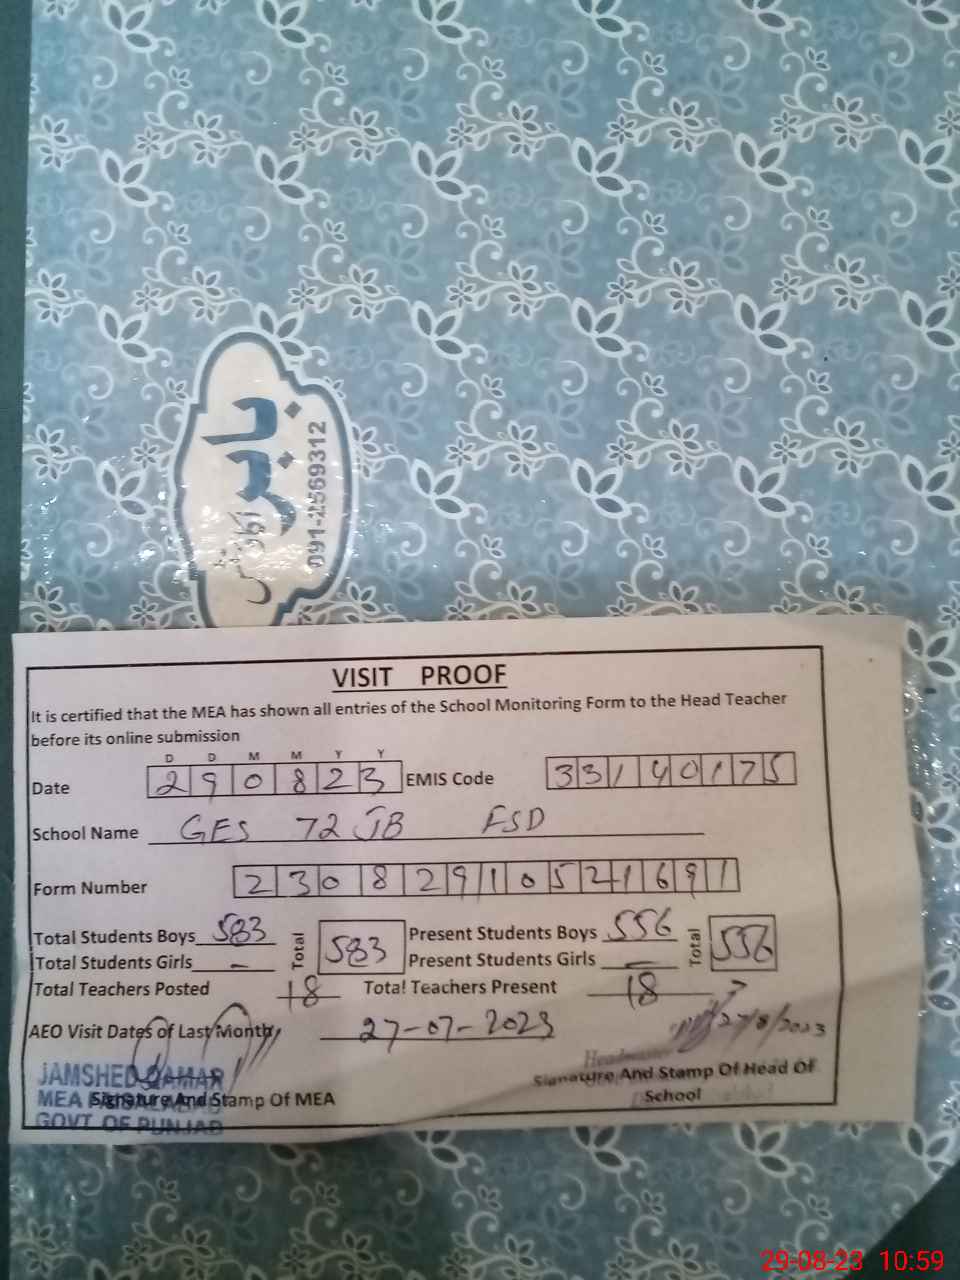 بابر
091-2569312
VISIT PROOF
It is certified that the MEA has shown all entries of the School Monitoring Form to the Head Teacher
before its online submission
D D M M Y Y
Date 2 9 0 8 2 3 EMIS Code 3 3 1 4 0 1 7 5
School Name GES 72 JB FSD
Form Number 2 3 0 8 2 9 1 0 5 2 1 6 9 1
Total Students Boys 583 Total 583 Present Students Boys 556 Total 556
Total Students Girls - Present Students Girls -
Total Teachers Posted 18 Total Teachers Present 18
AEO Visit Dates of Last Month 27-07-2023 27/8/2023
JAMSHED QAMAR Headmaster
MEA Signature And Stamp Of MEA Signature And Stamp Of Head Of
School
GOVT OF PUNJAB
29-08-23 10:59